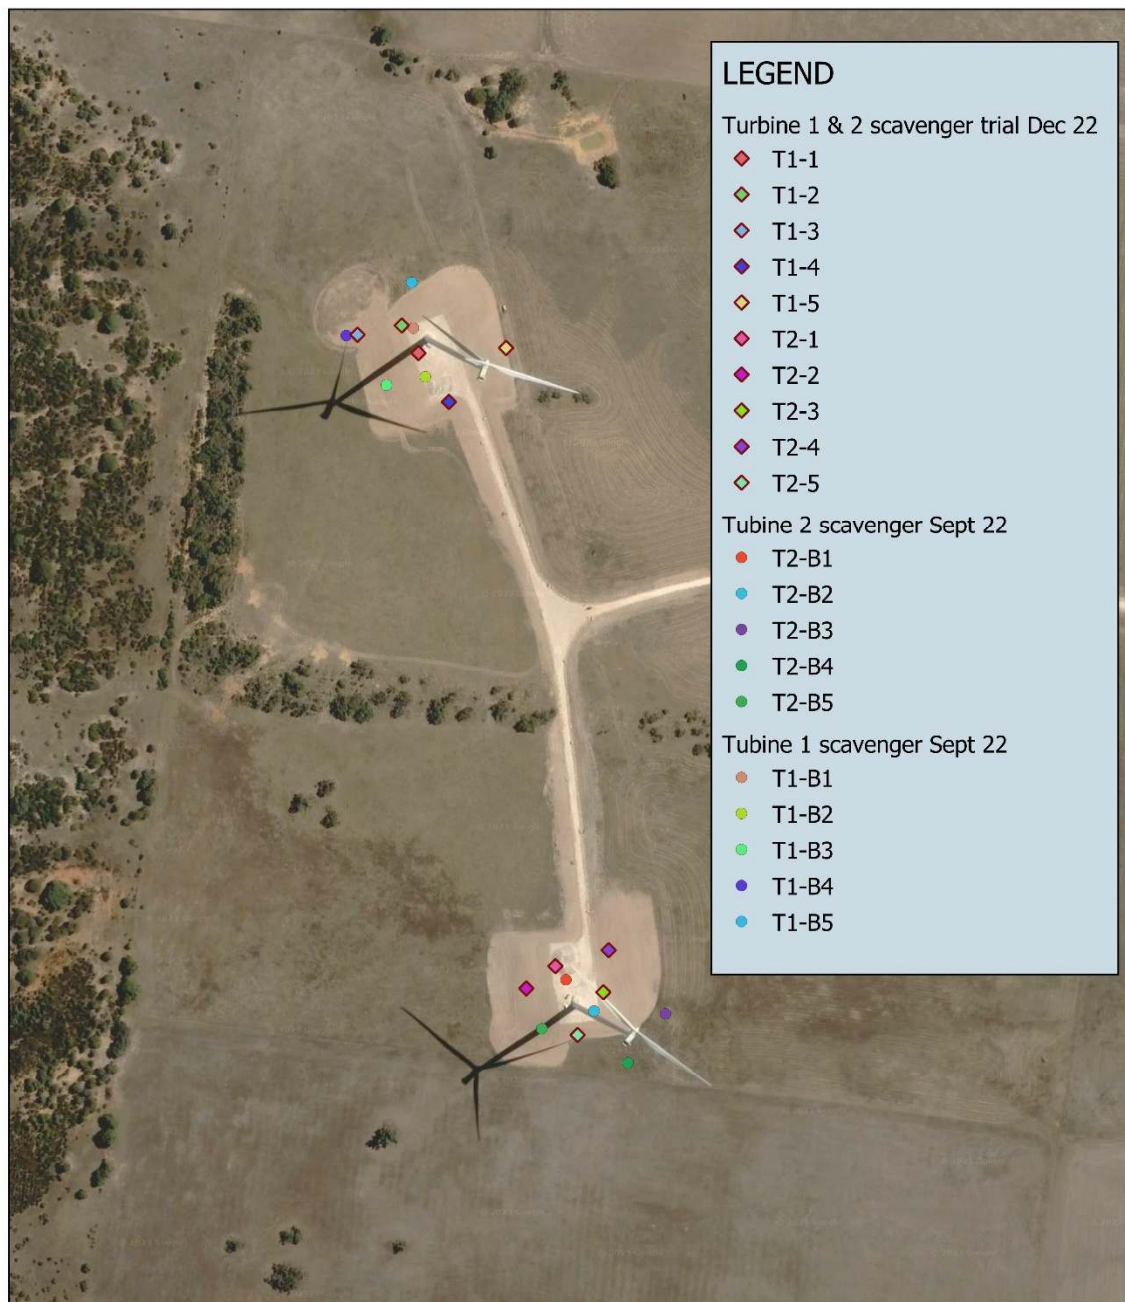 LEGEND
Turbine 1 & 2 scavenger trial Dec 22
T1-1
T1-2
T1-3
T1-4
T1-5
T2-1
T2-2
T2-3
T2-4
T2-5
Tubine 2 scavenger Sept 22
T2-B1
T2-B2
T2-B3
T2-B4
T2-B5
Tubine 1 scavenger Sept 22
T1-B1
T1-B2
T1-B3
T1-B4
T1-B5